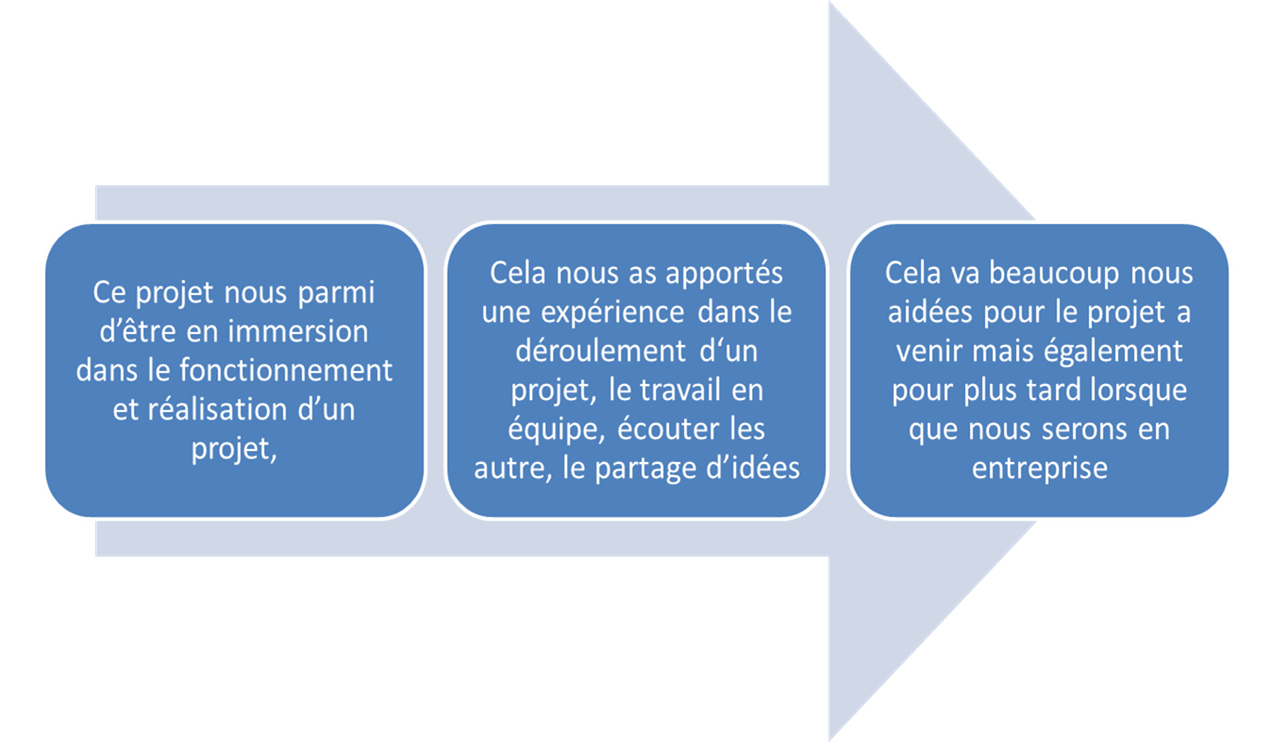 Ce projet nous parmi
d’être en immersion
dans le fonctionnement
et réalisation d’un
projet,
Cela nous as apportés
une expérience dans le
déroulement d‘un
projet, le travail en
équipe, écouter les
autre, le partage d’idées
Cela va beaucoup nous
aidées pour le projet a
venir mais également
pour plus tard lorsque
que nous serons en
entreprise